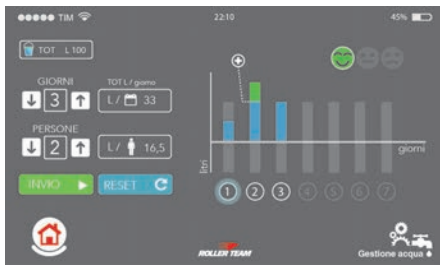 TIM 22:10 45%
TOT L 100
GIORNI TOT L / giorno
3 L / 33
PERSONE
2 L / 16,5
INVIO RESET
litri
giorni
1 2 3 4 5 6 7
ROLLER TEAM
Gestione acqua